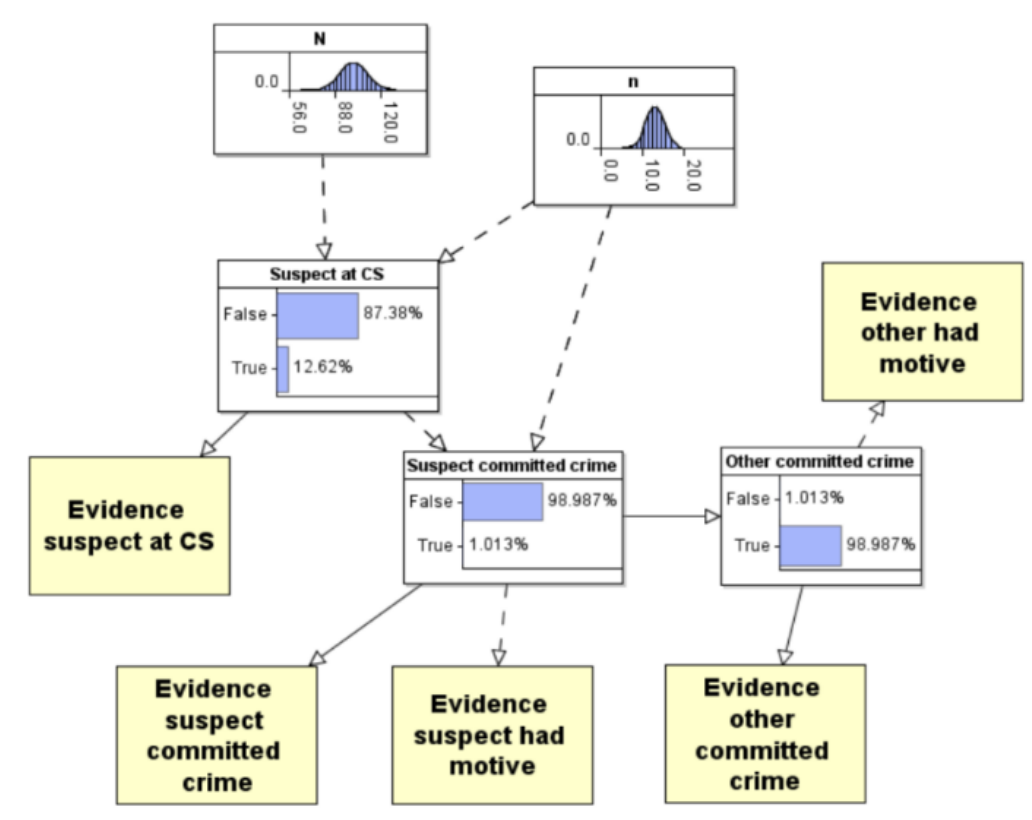 N
0.0
56.0
88.0
120.0
n
0.0
0.0
10.0
20.0
Suspect at CS
False
87.38%
True
12.62%
Evidence
other had
motive
Suspect committed crime
False
98.987%
True
1.013%
Other committed crime
False
1.013%
True
98.987%
Evidence
suspect at CS
Evidence
suspect
committed
crime
Evidence
suspect had
motive
Evidence
other
committed
crime